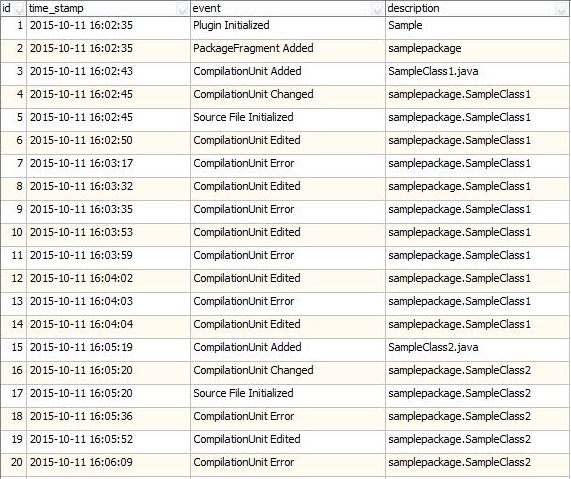 id time_stamp event description
1 2015-10-11 16:02:35 Plugin Initialized Sample
2 2015-10-11 16:02:35 PackageFragment Added samplepackage
3 2015-10-11 16:02:43 CompilationUnit Added SampleClass1.java
4 2015-10-11 16:02:45 CompilationUnit Changed samplepackage.SampleClass1
5 2015-10-11 16:02:45 Source File Initialized samplepackage.SampleClass1
6 2015-10-11 16:02:50 CompilationUnit Edited samplepackage.SampleClass1
7 2015-10-11 16:03:17 CompilationUnit Error samplepackage.SampleClass1
8 2015-10-11 16:03:32 CompilationUnit Edited samplepackage.SampleClass1
9 2015-10-11 16:03:35 CompilationUnit Error samplepackage.SampleClass1
10 2015-10-11 16:03:53 CompilationUnit Edited samplepackage.SampleClass1
11 2015-10-11 16:03:59 CompilationUnit Error samplepackage.SampleClass1
12 2015-10-11 16:04:02 CompilationUnit Edited samplepackage.SampleClass1
13 2015-10-11 16:04:03 CompilationUnit Error samplepackage.SampleClass1
14 2015-10-11 16:04:04 CompilationUnit Edited samplepackage.SampleClass1
15 2015-10-11 16:05:19 CompilationUnit Added SampleClass2.java
16 2015-10-11 16:05:20 CompilationUnit Changed samplepackage.SampleClass2
17 2015-10-11 16:05:20 Source File Initialized samplepackage.SampleClass2
18 2015-10-11 16:05:36 CompilationUnit Error samplepackage.SampleClass2
19 2015-10-11 16:05:52 CompilationUnit Edited samplepackage.SampleClass2
20 2015-10-11 16:06:09 CompilationUnit Error samplepackage.SampleClass2